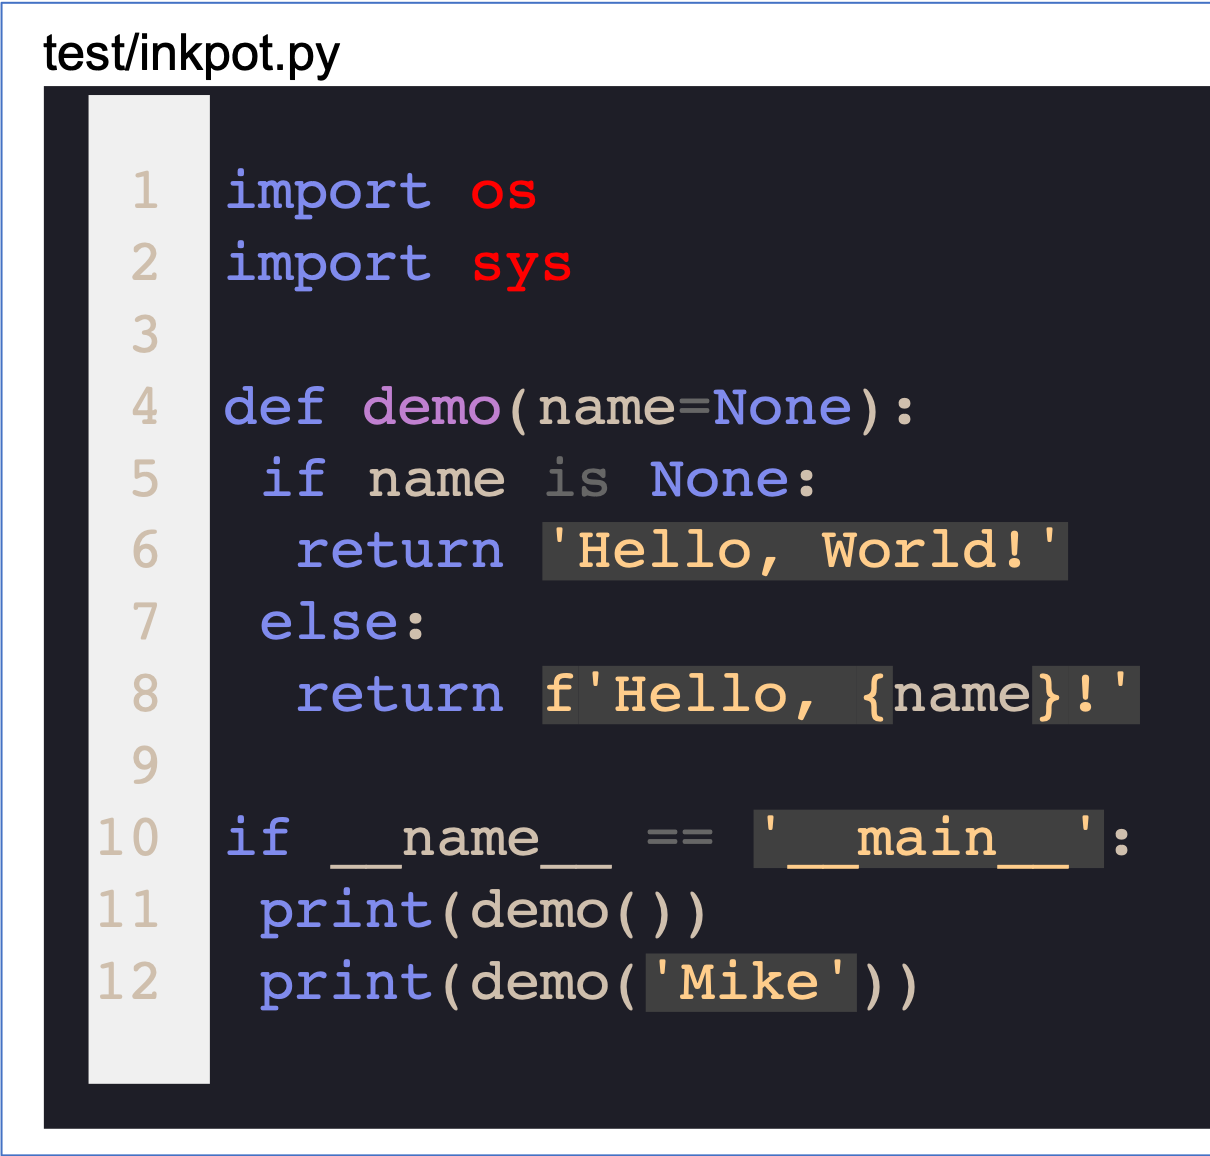 test/inkpot.py
1 import os
2 import sys
3
4 def demo(name=None):
5  if name is None:
6   return 'Hello, World!'
7  else:
8   return f'Hello, {name}!'
9
10 if __name__ == '__main__':
11  print(demo())
12  print(demo('Mike'))